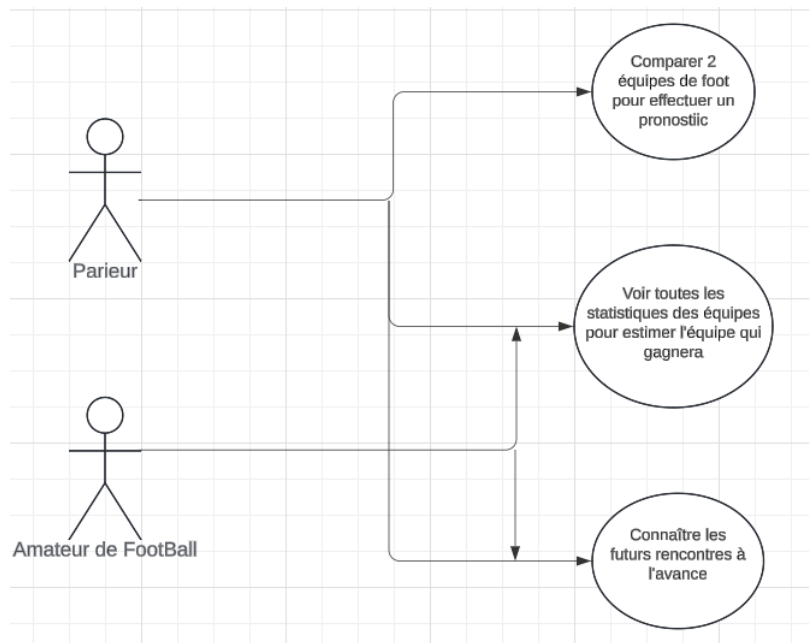 Comparer 2
équipes de foot
pour effectuer un
pronostiic
Parieur
Voir toutes les
statistiques des équipes
pour estimer l'équipe qui
gagnera
Amateur de FootBall
Connaître les
futurs rencontres à
l'avance